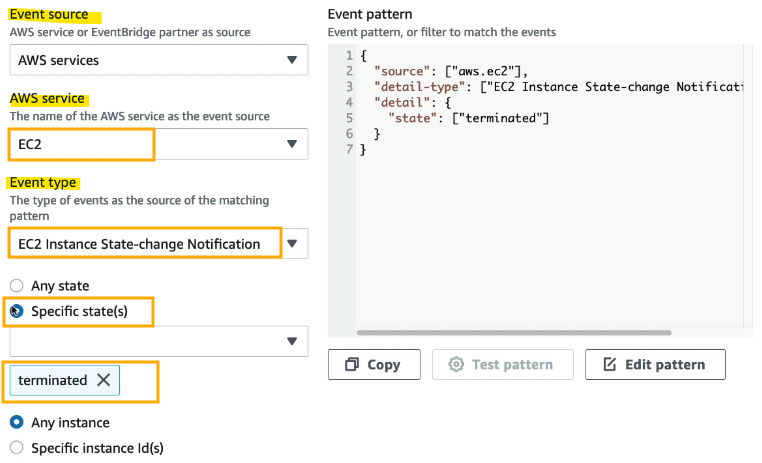 Event source
AWS service or EventBridge partner as source
AWS services
AWS service
The name of the AWS service as the event source
EC2
Event type
The type of events as the source of the matching
pattern
EC2 Instance State-change Notification
Any state
Specific state(s)
terminated
Any instance
Specific instance Id(s)
Event pattern
Event pattern, or filter to match the events
1 {
2 "source": ["aws.ec2"],
3 "detail-type": ["EC2 Instance State-change Notificati
4 "detail": {
5 "state": ["terminated"]
6 }
7 }
Copy
Test pattern
Edit pattern